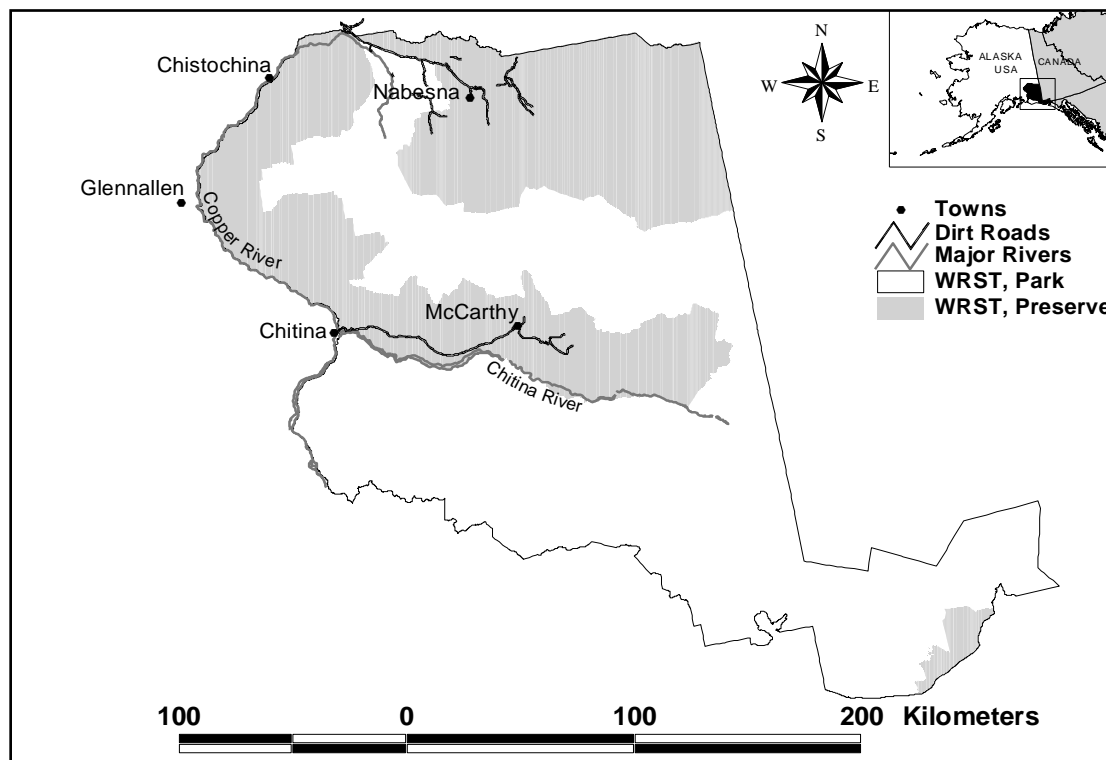 Chistochina
Nabesna
Glennallen
Copper River
Chitina
McCarthy
Chitina River
N
W E
S
ALASKA
USA
CANADA
Towns
Dirt Roads
Major Rivers
WRST, Park
WRST, Preserve
100 0 100 200 Kilometers